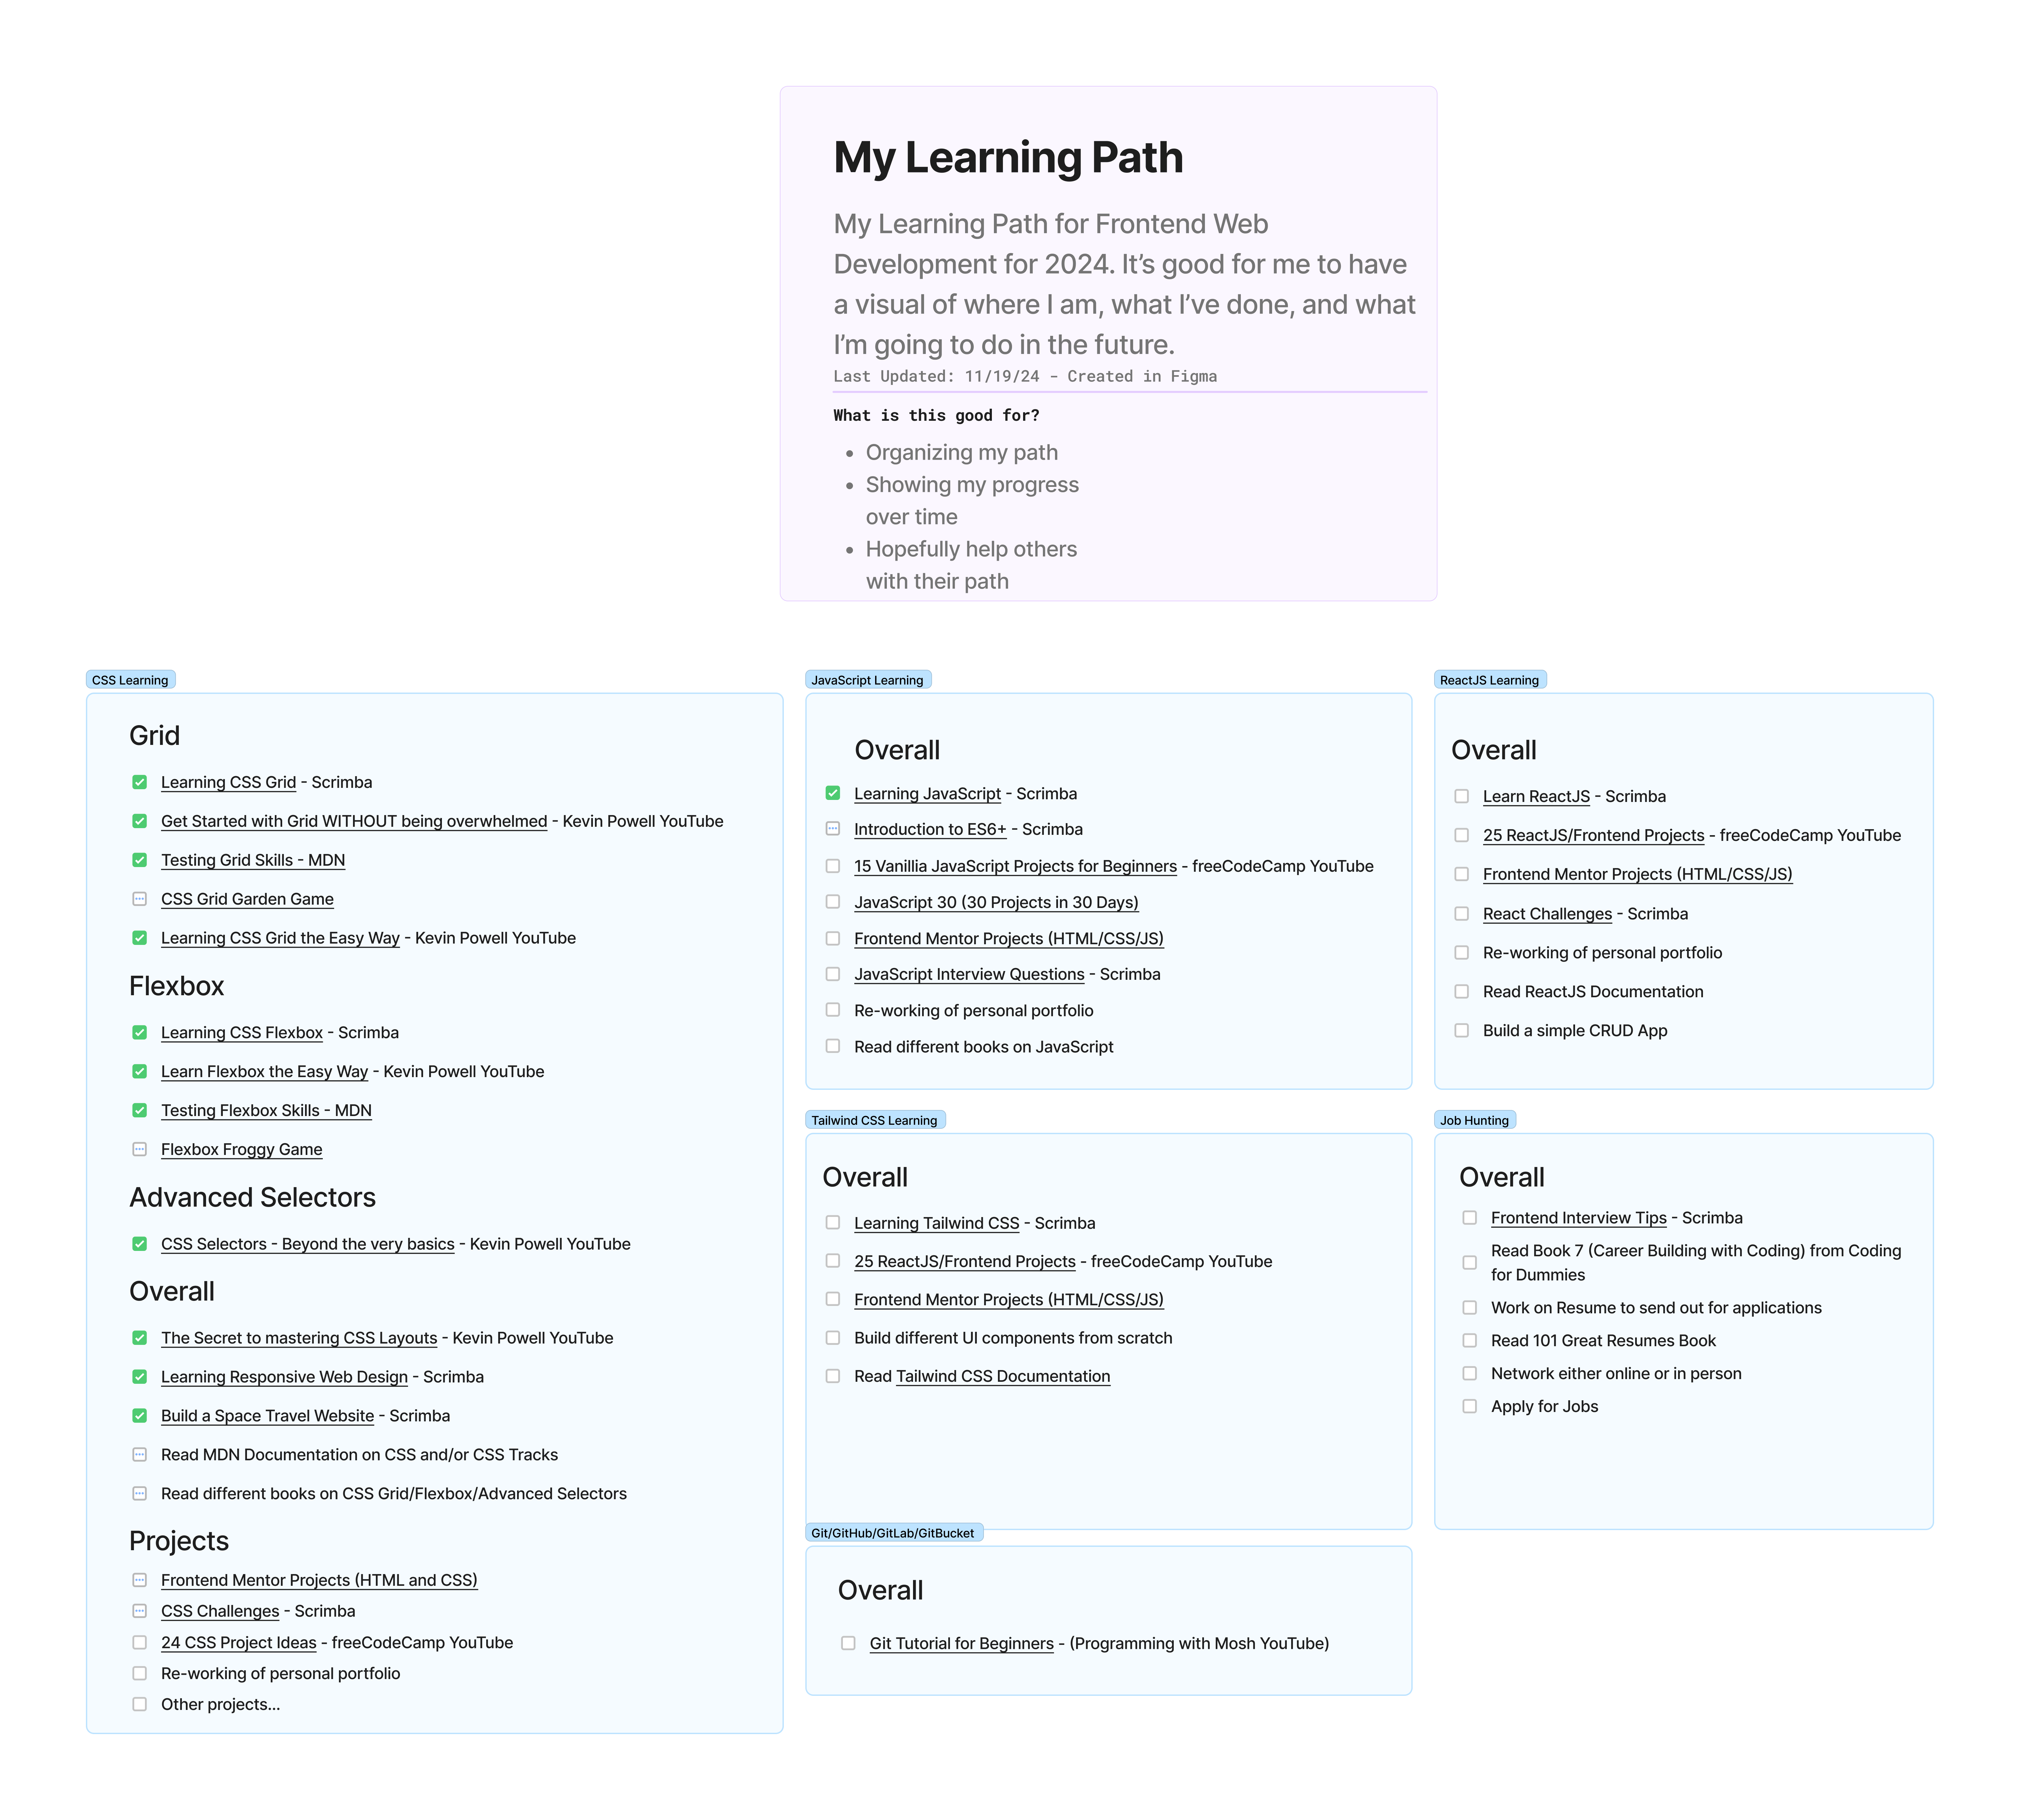 My Learning Path
My Learning Path for Frontend Web
Development for 2024. It’s good for me to have
a visual of where I am, what I’ve done, and what
I’m going to do in the future.
Last Updated: 11/19/24 - Created in Figma
What is this good for?
Organizing my path
Showing my progress
over time
Hopefully help others
with their path
CSS Learning
Grid
Learning CSS Grid - Scrimba
Get Started with Grid WITHOUT being overwhelmed - Kevin Powell YouTube
Testing Grid Skills - MDN
CSS Grid Garden Game
Learning CSS Grid the Easy Way - Kevin Powell YouTube
Flexbox
Learning CSS Flexbox - Scrimba
Learn Flexbox the Easy Way - Kevin Powell YouTube
Testing Flexbox Skills - MDN
Flexbox Froggy Game
Advanced Selectors
CSS Selectors - Beyond the very basics - Kevin Powell YouTube
Overall
The Secret to mastering CSS Layouts - Kevin Powell YouTube
Learning Responsive Web Design - Scrimba
Build a Space Travel Website - Scrimba
Read MDN Documentation on CSS and/or CSS Tracks
Read different books on CSS Grid/Flexbox/Advanced Selectors
Projects
Frontend Mentor Projects (HTML and CSS)
CSS Challenges - Scrimba
24 CSS Project Ideas - freeCodeCamp YouTube
Re-working of personal portfolio
Other projects...
JavaScript Learning
Overall
Learning JavaScript - Scrimba
Introduction to ES6+ - Scrimba
15 Vanillia JavaScript Projects for Beginners - freeCodeCamp YouTube
JavaScript 30 (30 Projects in 30 Days)
Frontend Mentor Projects (HTML/CSS/JS)
JavaScript Interview Questions - Scrimba
Re-working of personal portfolio
Read different books on JavaScript
ReactJS Learning
Overall
Learn ReactJS - Scrimba
25 ReactJS/Frontend Projects - freeCodeCamp YouTube
Frontend Mentor Projects (HTML/CSS/JS)
React Challenges - Scrimba
Re-working of personal portfolio
Read ReactJS Documentation
Build a simple CRUD App
Tailwind CSS Learning
Overall
Learning Tailwind CSS - Scrimba
25 ReactJS/Frontend Projects - freeCodeCamp YouTube
Frontend Mentor Projects (HTML/CSS/JS)
Build different UI components from scratch
Read Tailwind CSS Documentation
Job Hunting
Overall
Frontend Interview Tips - Scrimba
Read Book 7 (Career Building with Coding) from Coding
for Dummies
Work on Resume to send out for applications
Read 101 Great Resumes Book
Network either online or in person
Apply for Jobs
Git/GitHub/GitLab/GitBucket
Overall
Git Tutorial for Beginners - (Programming with Mosh YouTube)